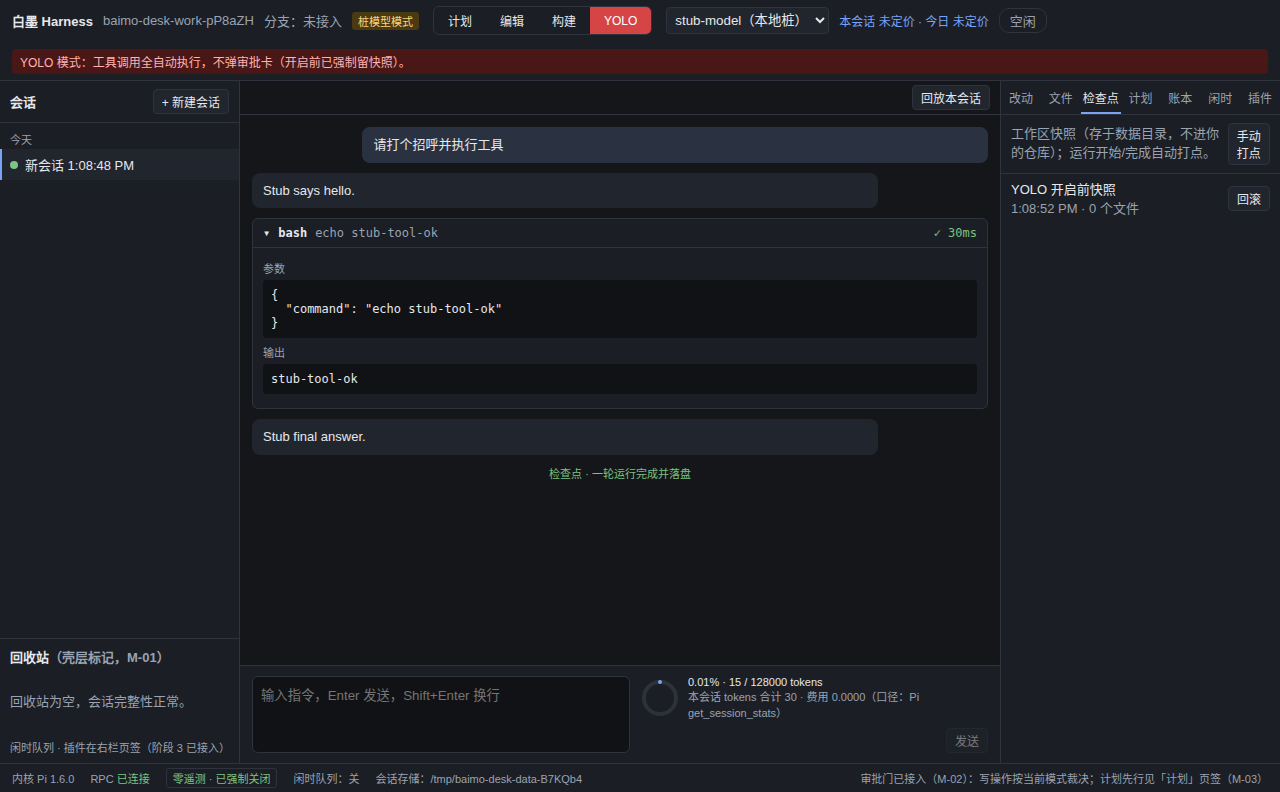 白墨 Harness baimo-desk-work-pP8aZH 分支：未接入 桩模型模式 计划 编辑 构建 YOLO stub-model（本地桩） 本会话 未定价 · 今日 未定价 空闲
YOLO 模式：工具调用全自动执行，不弹审批卡（开启前已强制留快照）。
会话 + 新建会话
今天
新会话 1:08:48 PM
回收站（壳层标记，M-01）
回收站为空，会话完整性正常。
闲时队列 · 插件在右栏页签（阶段 3 已接入）
回放本会话
请打个招呼并执行工具
Stub says hello.
▾ bash echo stub-tool-ok ✓ 30ms
参数
{
  "command": "echo stub-tool-ok"
}
输出
stub-tool-ok
Stub final answer.
检查点 · 一轮运行完成并落盘
输入指令，Enter 发送，Shift+Enter 换行
0.01% · 15 / 128000 tokens
本会话 tokens 合计 30 · 费用 0.0000（口径：Pi
get_session_stats）
发送
改动 文件 检查点 计划 账本 闲时 插件
工作区快照（存于数据目录，不进你
的仓库）；运行开始/完成自动打点。
手动
打点
YOLO 开启前快照
1:08:52 PM · 0 个文件
回滚
内核 Pi 1.6.0 RPC 已连接 零遥测 · 已强制关闭 闲时队列：关 会话存储：/tmp/baimo-desk-data-B7KQb4 审批门已接入（M-02）：写操作按当前模式裁决；计划先行见「计划」页签（M-03）